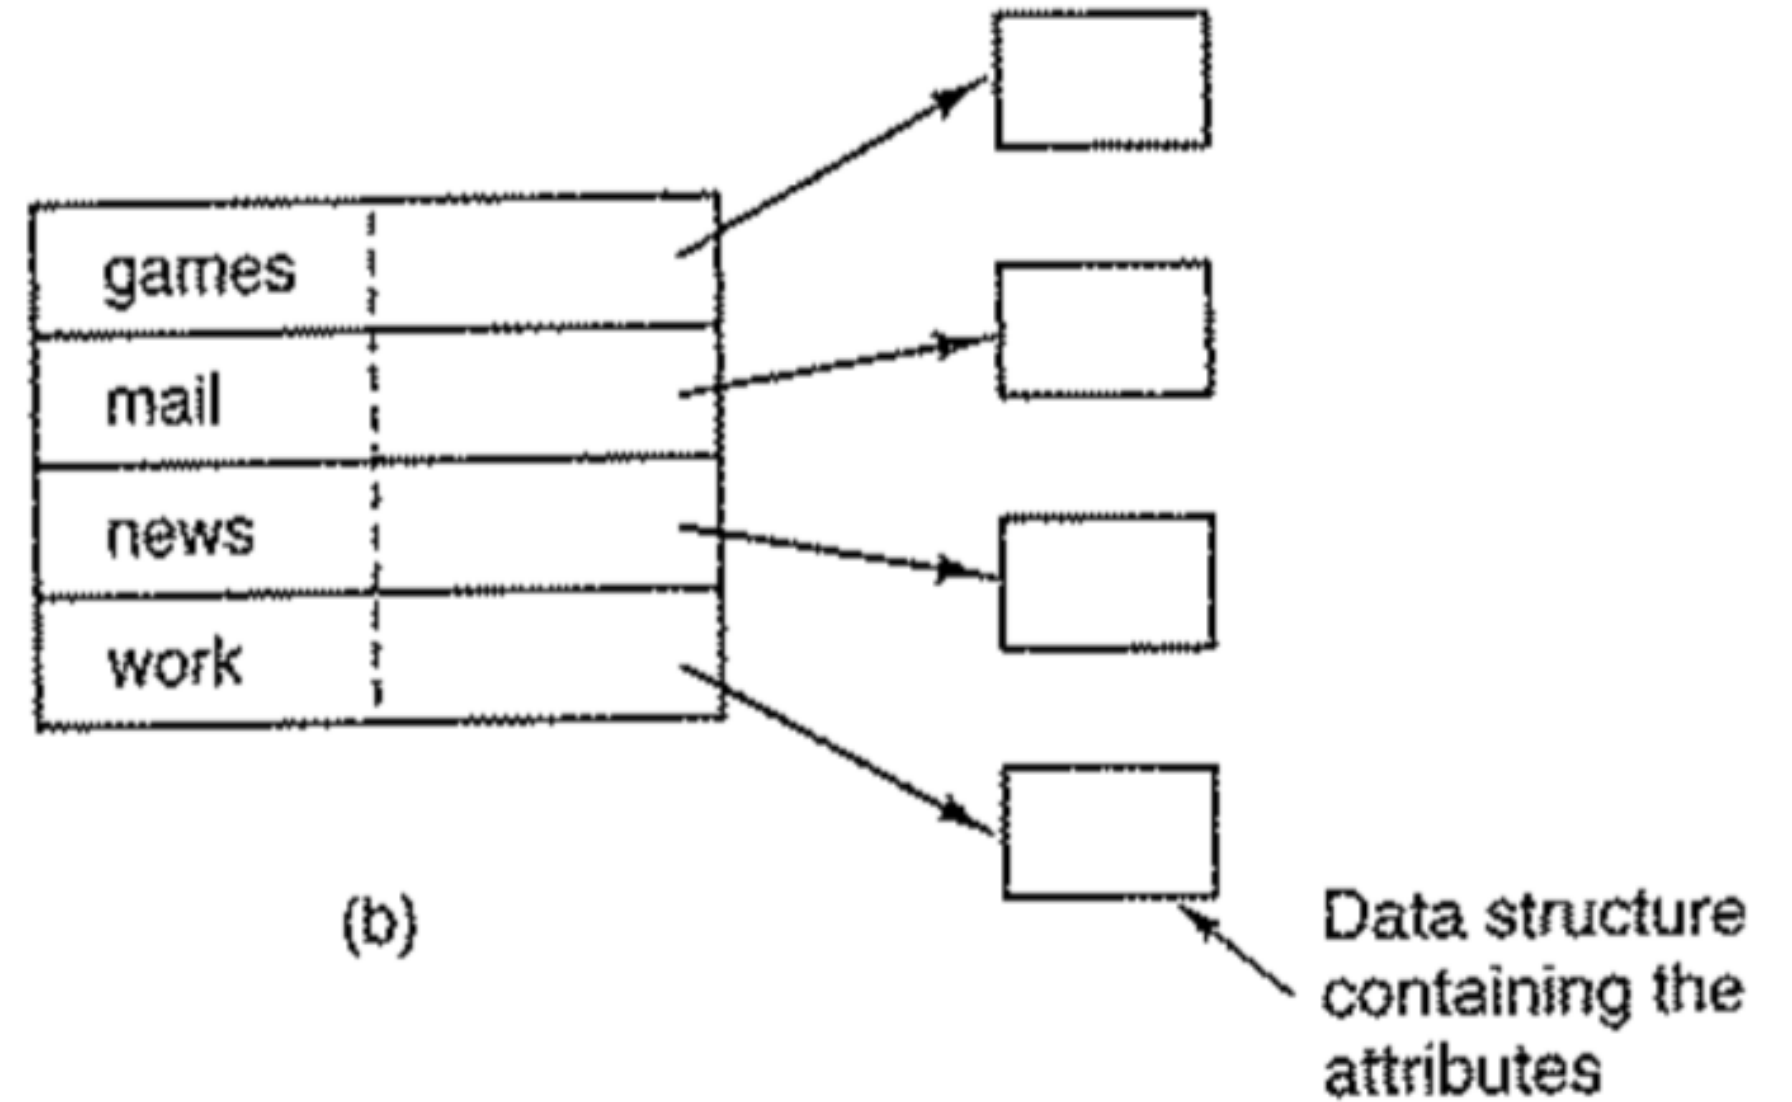 games
mail
news
work
(b)
Data structure
containing the
attributes